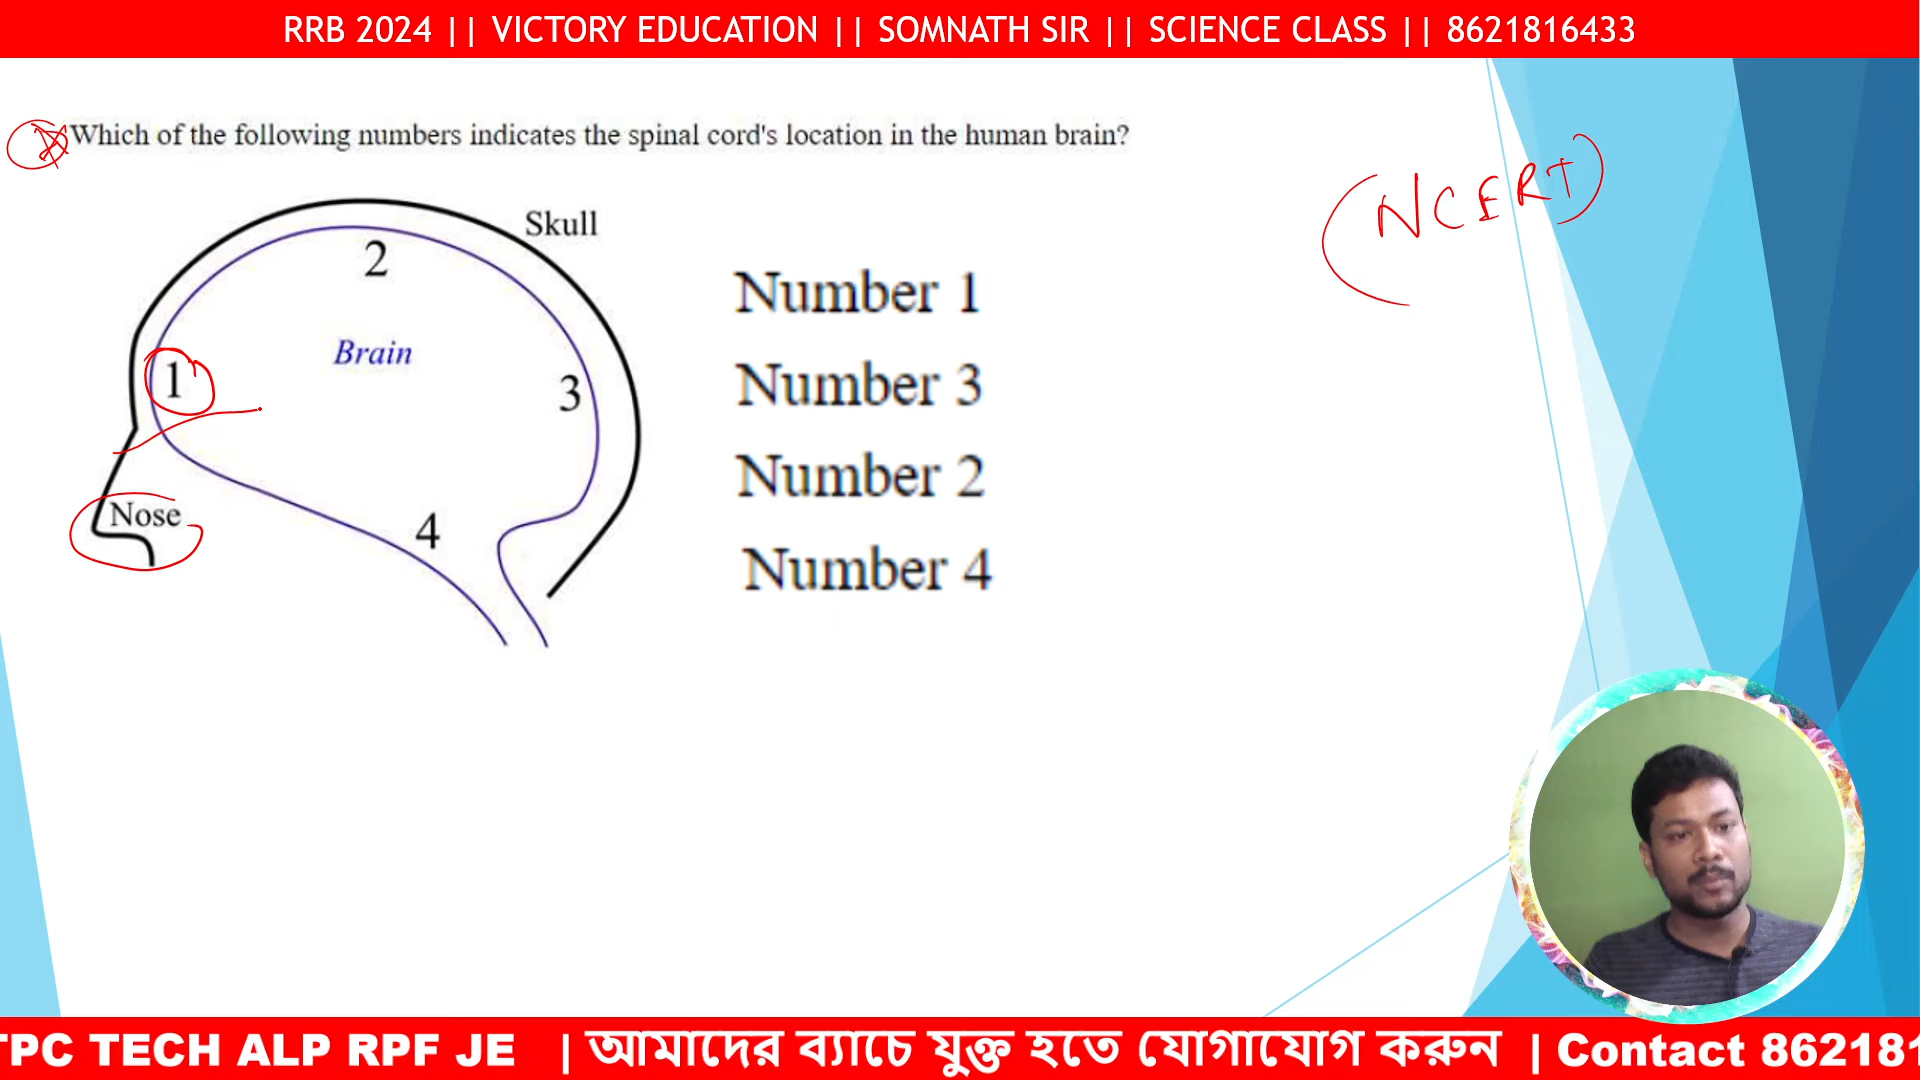 RRB 2024 || VICTORY EDUCATION || SOMNATH SIR || SCIENCE CLASS || 8621816433
Which of the following numbers indicates the spinal cord's location in the human brain?
(NCERT)
Skull
2
Brain
1
3
Nose
4
Number 1
Number 3
Number 2
Number 4
TPC TECH ALP RPF JE | আমাদের ব্যাচে যুক্ত হতে যোগাযোগ করুন | Contact 862181